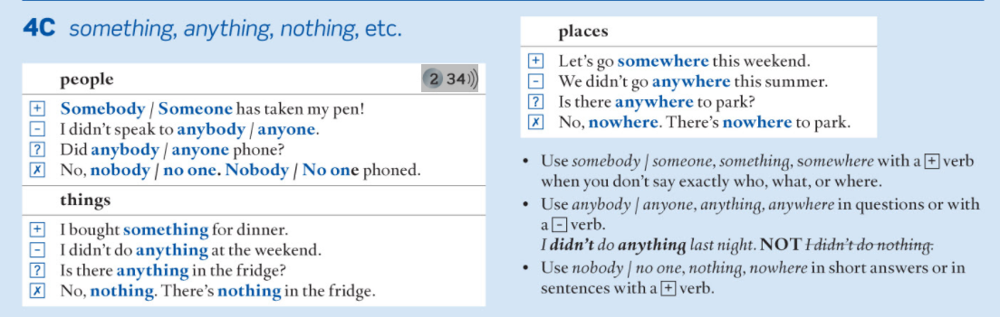 4C something, anything, nothing, etc.
people
2 34))
+ Somebody / Someone has taken my pen!
- I didn't speak to anybody / anyone.
? Did anybody / anyone phone?
X No, nobody / no one. Nobody / No one phoned.
things
+ I bought something for dinner.
- I didn't do anything at the weekend.
? Is there anything in the fridge?
X No, nothing. There's nothing in the fridge.
places
+ Let's go somewhere this weekend.
- We didn't go anywhere this summer.
? Is there anywhere to park?
X No, nowhere. There's nowhere to park.
• Use somebody / someone, something, somewhere with a + verb
when you don't say exactly who, what, or where.
• Use anybody / anyone, anything, anywhere in questions or with
a - verb.
I didn't do anything last night. NOT I didn't do nothing.
• Use nobody / no one, nothing, nowhere in short answers or in
sentences with a + verb.